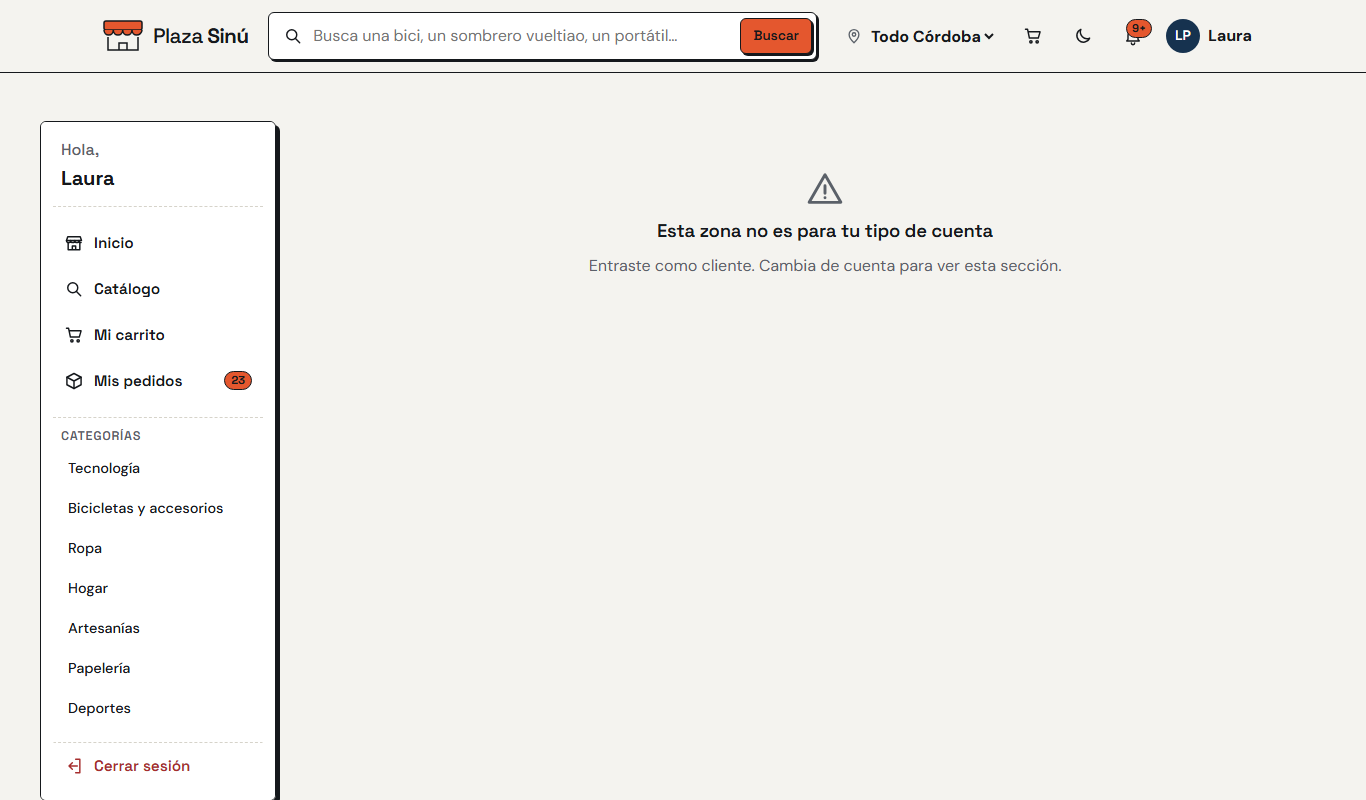 Plaza Sinú
Busca una bici, un sombrero vueltiao, un portátil...
Buscar
Todo Córdoba
9+
LP
Laura
Hola,
Laura
Inicio
Catálogo
Mi carrito
Mis pedidos 23
CATEGORÍAS
Tecnología
Bicicletas y accesorios
Ropa
Hogar
Artesanías
Papelería
Deportes
Cerrar sesión
Esta zona no es para tu tipo de cuenta
Entraste como cliente. Cambia de cuenta para ver esta sección.